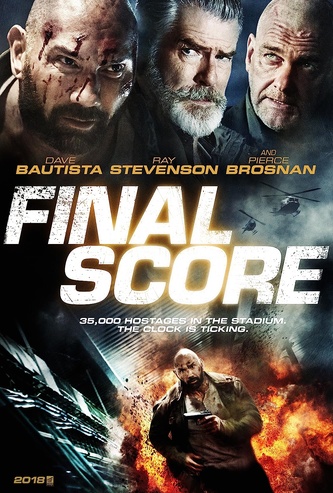 DAVE RAY AND PIERCE
BAUTISTA STEVENSON BROSNAN
FINAL
SCORE
35,000 HOSTAGES IN THE STADIUM.
THE CLOCK IS TICKING.
2018